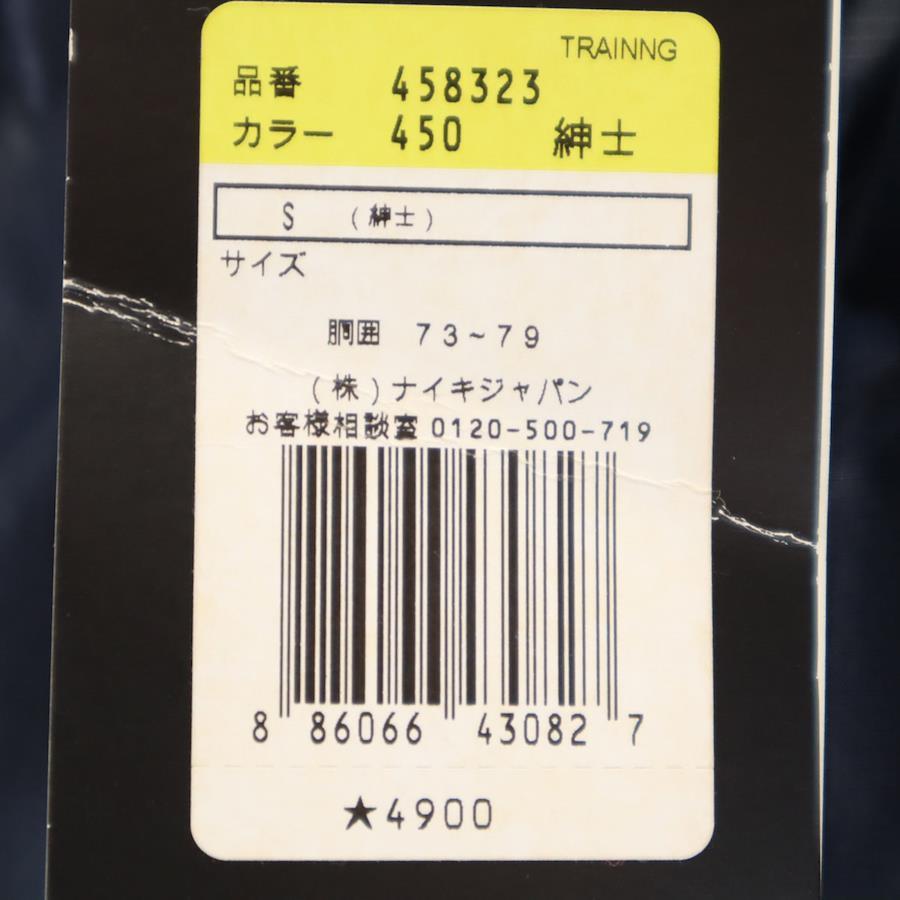 TRAINNG
品番 458323
カラー 450 紳士
S (紳士)
サイズ
胴囲 73~79
(株)ナイキジャパン
お客様相談室 0120-500-719
8 86066 43082 7
★4900